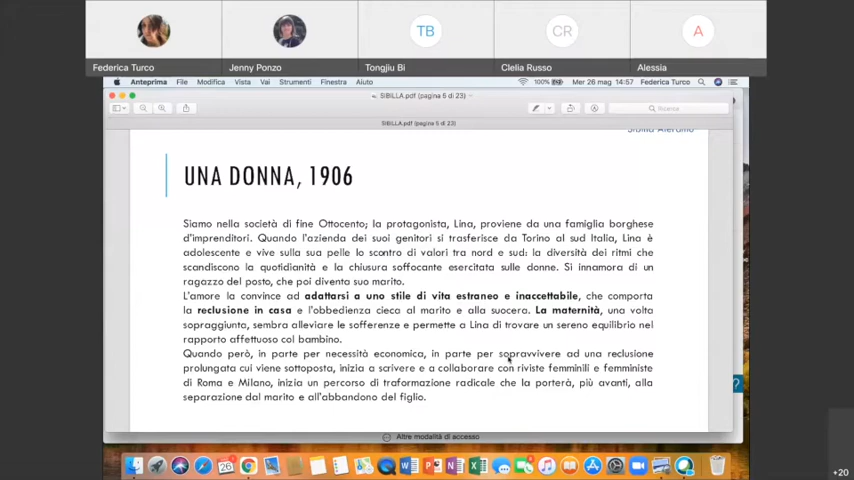 TB
CR
A
Federica Turco
Jenny Ponzo
Tongjiu Bi
Clelia Russo
Alessia
Anteprima File Modifica Vista Vai Strumenti Finestra Aiuto
100% Mer 26 mag 14:57 Federica Turco
SIBILLA.pdf (pagina 5 di 23)
Ricerca
SIBILLA.pdf (pagina 5 di 23)
Sibilla Aleramo
UNA DONNA, 1906
Siamo nella società di fine Ottocento; la protagonista, Lina, proviene da una famiglia borghese
d'imprenditori. Quando l'azienda dei suoi genitori si trasferisce da Torino al sud Italia, Lina è
adolescente e vive sulla sua pelle lo scontro di valori tra nord e sud: la diversità dei ritmi che
scandiscono la quotidianità e la chiusura soffocante esercitata sulle donne. Si innamora di un
ragazzo del posto, che poi diventa suo marito.
L'amore la convince ad adattarsi a uno stile di vita estraneo e inaccettabile, che comporta
la reclusione in casa e l'obbedienza cieca al marito e alla suocera. La maternità, una volta
sopraggiunta, sembra alleviare le sofferenze e permette a Lina di trovare un sereno equilibrio nel
rapporto affettuoso col bambino.
Quando però, in parte per necessità economica, in parte per sopravvivere ad una reclusione
prolungata cui viene sottoposta, inizia a scrivere e a collaborare con riviste femminili e femministe
di Roma e Milano, inizia un percorso di traformazione radicale che la porterà, più avanti, alla
separazione dal marito e all'abbandono del figlio.
?
Altre modalità di accesso
26
+20